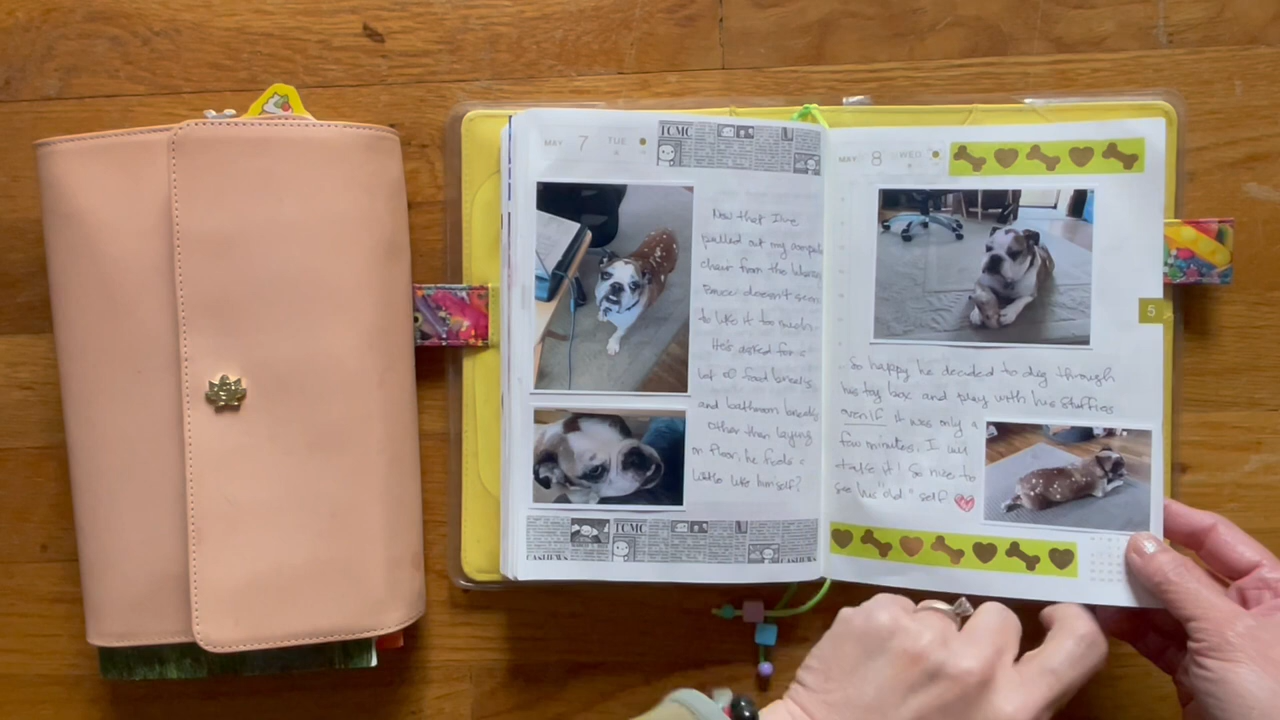 MAY 7 TUE
TCMC
Now that I've
pulled out my
chair from the
Bruce doesn't seem
to like it too much.
He's asked for a
lot of food breaks
and bathroom breaks
Other than laying
on floor, he feels a
little like himself?
TCMC
CASHEWS
CASHEWS
MAY 8 WED
5
So happy he decided to dig through
his toy box and play with his stuffies
even if it was only a
few minutes. I will
take it! So nice to
see his "old" self